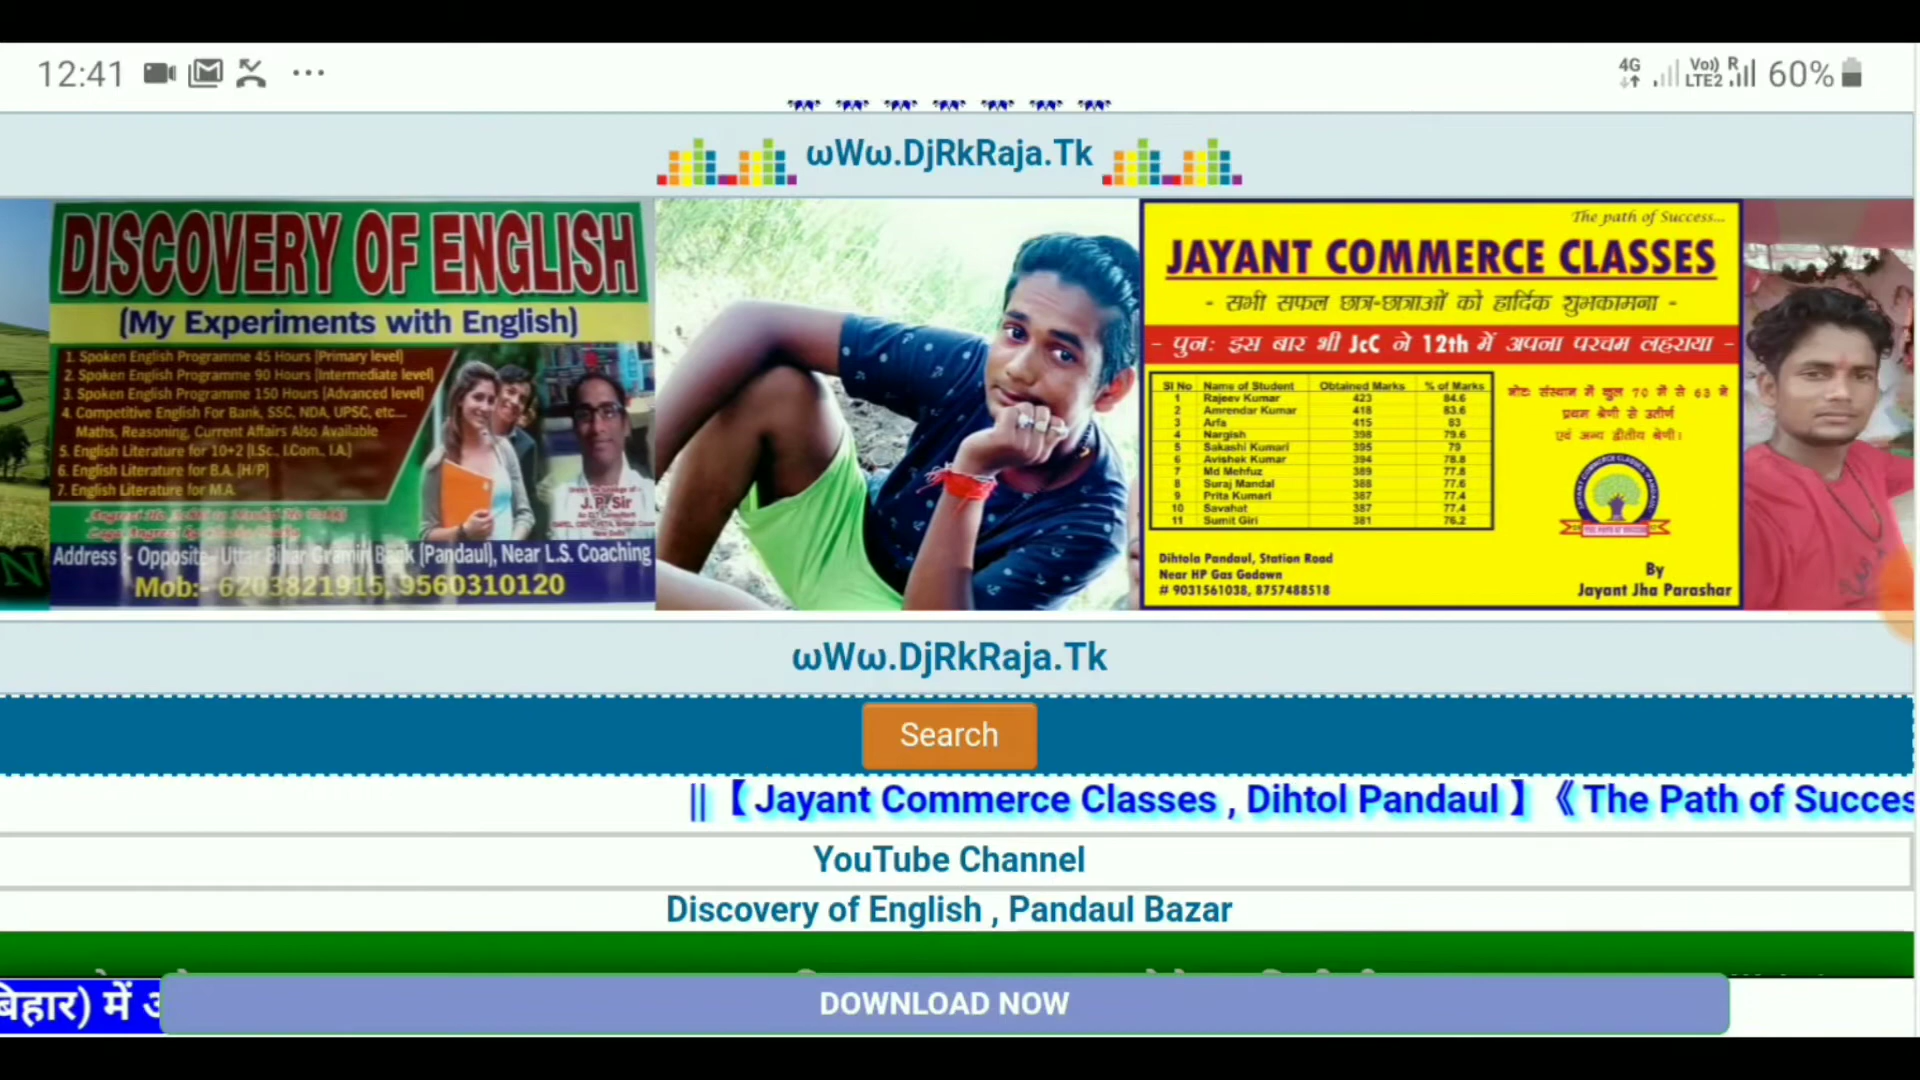 12:41
4G Vo)) LTE2 R 60%
ωWω.DjRkRaja.Tk
DISCOVERY OF ENGLISH
(My Experiments with English)
1. Spoken English Programme 45 Hours (Primary level)
2. Spoken English Programme 90 Hours (Intermediate level)
3. Spoken English Programme 150 Hours (Advanced level)
4. Competitive English For Bank, SSC, NDA, UPSC, etc...
Maths, Reasoning, Current Affairs Also Available
5. English Literature for 10+2 (I.Sc., I.Com., I.A.)
6. English Literature for B.A. (H/P)
7. English Literature for M.A.
J. P. Sir
New Delhi
Address :- Opposite- Uttar Bihar Gramin Bank (Pandaul), Near L.S. Coaching
Mob:- 6203821915, 9560310120
N
The path of Success...
JAYANT COMMERCE CLASSES
- सभी सफल छात्र-छात्राओं को हार्दिक शुभकामना -
- पुनः इस बार भी JcC ने 12th में अपना परचम लहराया -
Sl No Name of Student Obtained Marks % of Marks
1 Rajeev Kumar 423 84.6
2 Amrendar Kumar 418 83.6
3 Arfa 415 83
4 Nargish 398 79.6
5 Sakashi Kumari 395 79
6 Avishek Kumar 394 78.8
7 Md Mehfuz 389 77.8
8 Suraj Mandal 388 77.6
9 Prita Kumari 387 77.4
10 Savahat 387 77.4
11 Sumit Giri 381 76.2
नोटः संस्थान में कुल 70 में से 63 ने
प्रथम श्रेणी से उतीर्ण
एवं अन्य द्वितीय श्रेणी।
Dihtola Pandaul, Station Road
Near HP Gas Godown
# 9031561038, 8757488518
By
Jayant Jha Parashar
ωWω.DjRkRaja.Tk
Search
||【 Jayant Commerce Classes , Dihtol Pandaul 】《 The Path of Succes
YouTube Channel
Discovery of English , Pandaul Bazar
बिहार) में
DOWNLOAD NOW